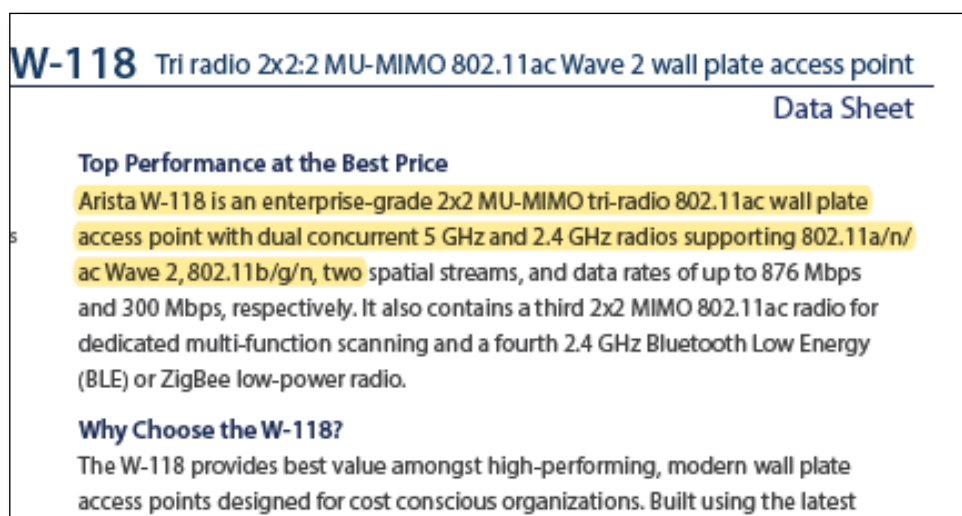 W-118 Tri radio 2x2:2 MU-MIMO 802.11ac Wave 2 wall plate access point
Data Sheet
Top Performance at the Best Price
Arista W-118 is an enterprise-grade 2x2 MU-MIMO tri-radio 802.11ac wall plate
s access point with dual concurrent 5 GHz and 2.4 GHz radios supporting 802.11a/n/
ac Wave 2, 802.11b/g/n, two spatial streams, and data rates of up to 876 Mbps
and 300 Mbps, respectively. It also contains a third 2x2 MIMO 802.11ac radio for
dedicated multi-function scanning and a fourth 2.4 GHz Bluetooth Low Energy
(BLE) or ZigBee low-power radio.
Why Choose the W-118?
The W-118 provides best value amongst high-performing, modern wall plate
access points designed for cost conscious organizations. Built using the latest